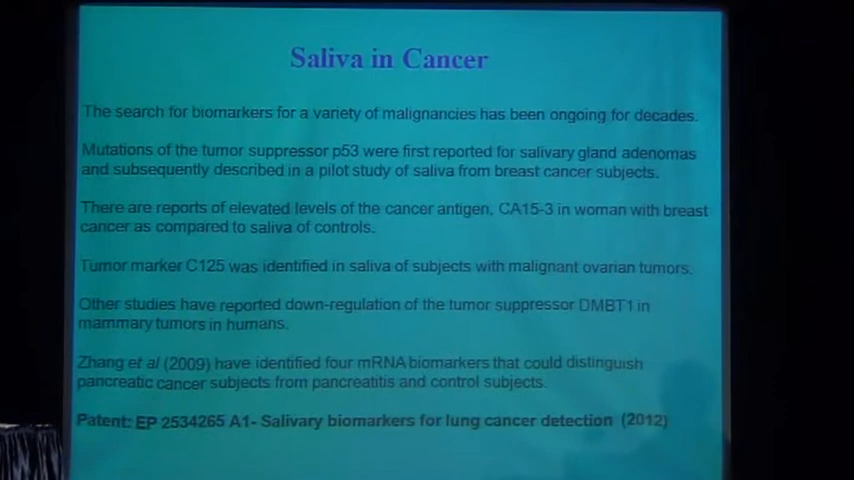 Saliva in Cancer
The search for biomarkers for a variety of malignancies has been ongoing for decades.
Mutations of the tumor suppressor p53 were first reported for salivary gland adenomas
and subsequently described in a pilot study of saliva from breast cancer subjects.
There are reports of elevated levels of the cancer antigen, CA15-3 in woman with breast
cancer as compared to saliva of controls.
Tumor marker C125 was identified in saliva of subjects with malignant ovarian tumors.
Other studies have reported down-regulation of the tumor suppressor DMBT1 in
mammary tumors in humans.
Zhang et al (2009) have identified four mRNA biomarkers that could distinguish
pancreatic cancer subjects from pancreatitis and control subjects.
Patent: EP 2534265 A1- Salivary biomarkers for lung cancer detection (2012)